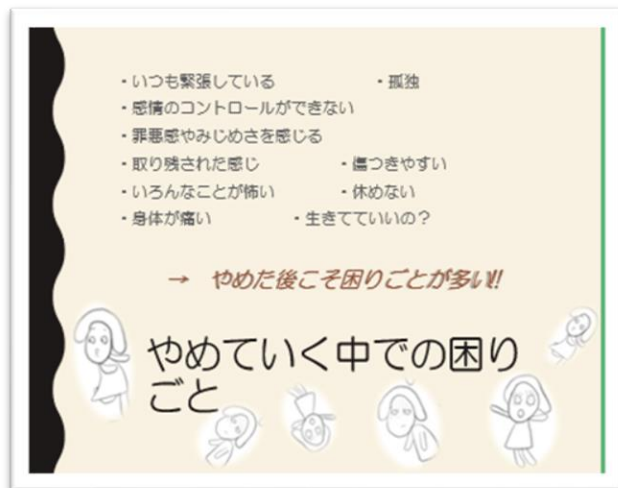 ・いつも緊張している ・孤独
・感情のコントロールができない
・罪悪感やみじめさを感じる
・取り残された感じ ・傷つきやすい
・いろんなことが怖い ・休めない
・身体が痛い ・生きてていいの？
→ やめた後こそ困りごとが多い!!
やめていく中での困り
ごと